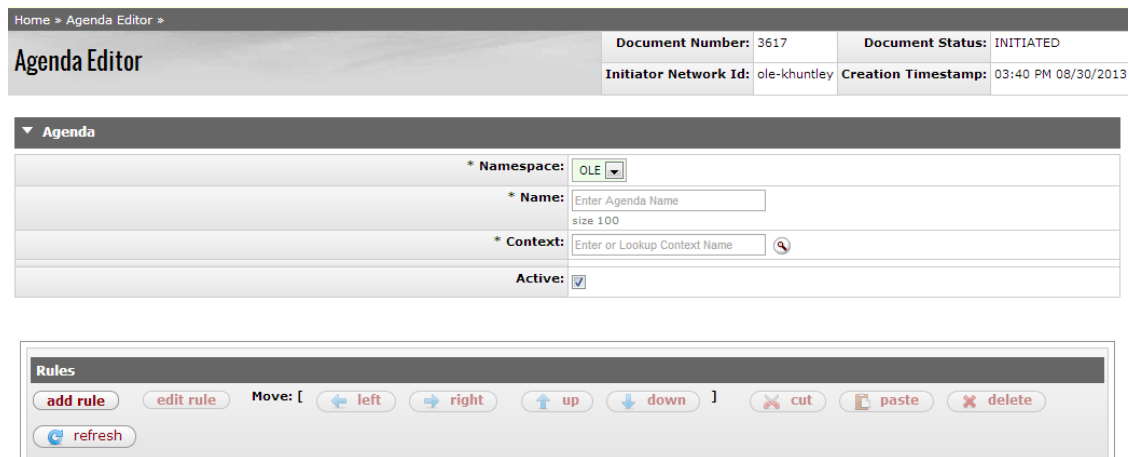 Home » Agenda Editor »
Agenda Editor
Document Number: 3617 Document Status: INITIATED
Initiator Network Id: ole-khuntley Creation Timestamp: 03:40 PM 08/30/2013
Agenda
* Namespace: OLE
* Name: Enter Agenda Name
size 100
* Context: Enter or Lookup Context Name
Active:
Rules
add rule edit rule Move: [ left right up down ] cut paste delete
refresh